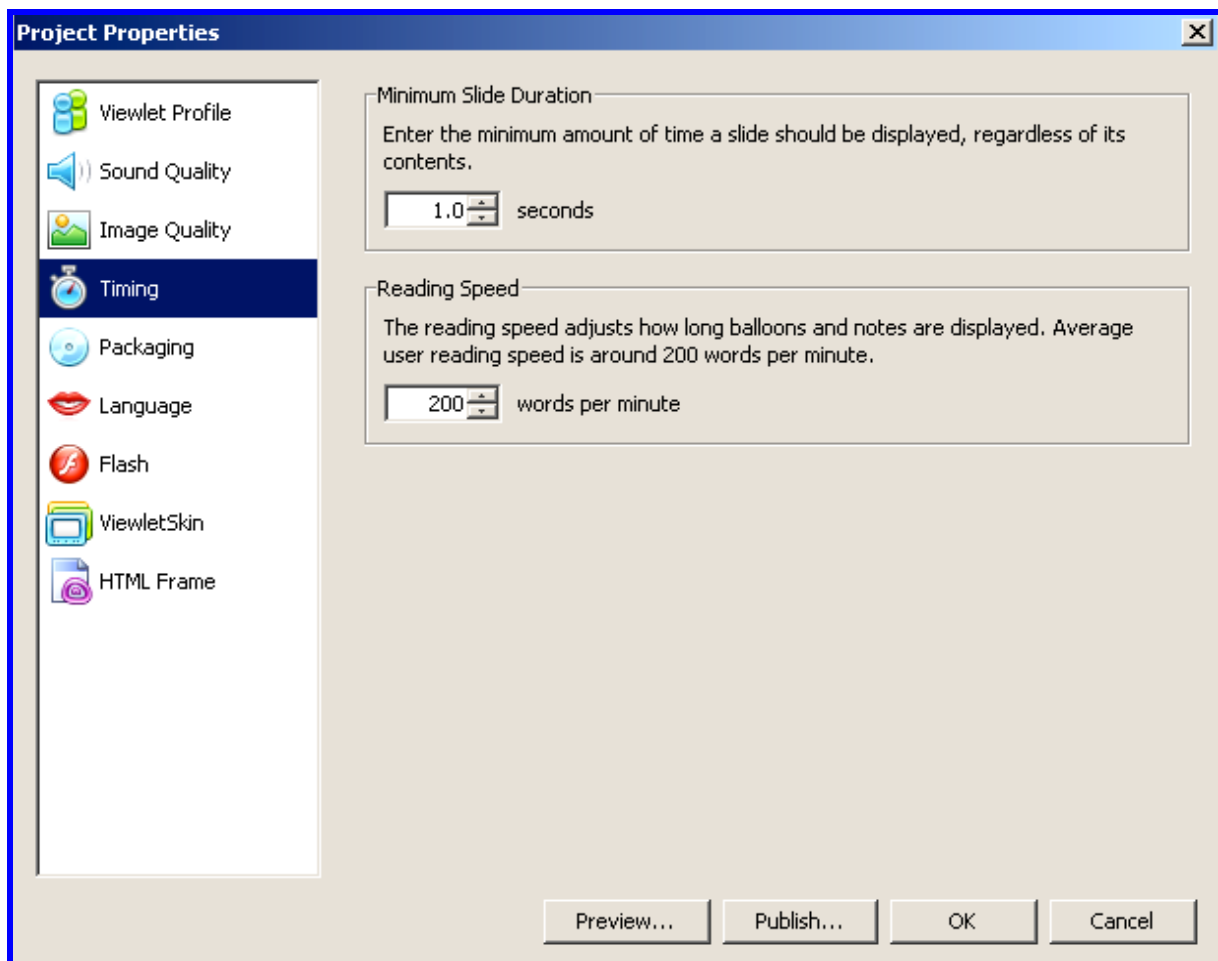 Project Properties
Viewlet Profile
Sound Quality
Image Quality
Timing
Packaging
Language
Flash
ViewletSkin
HTML Frame
Minimum Slide Duration
Enter the minimum amount of time a slide should be displayed, regardless of its
contents.
1.0 seconds
Reading Speed
The reading speed adjusts how long balloons and notes are displayed. Average
user reading speed is around 200 words per minute.
200 words per minute
Preview... Publish... OK Cancel